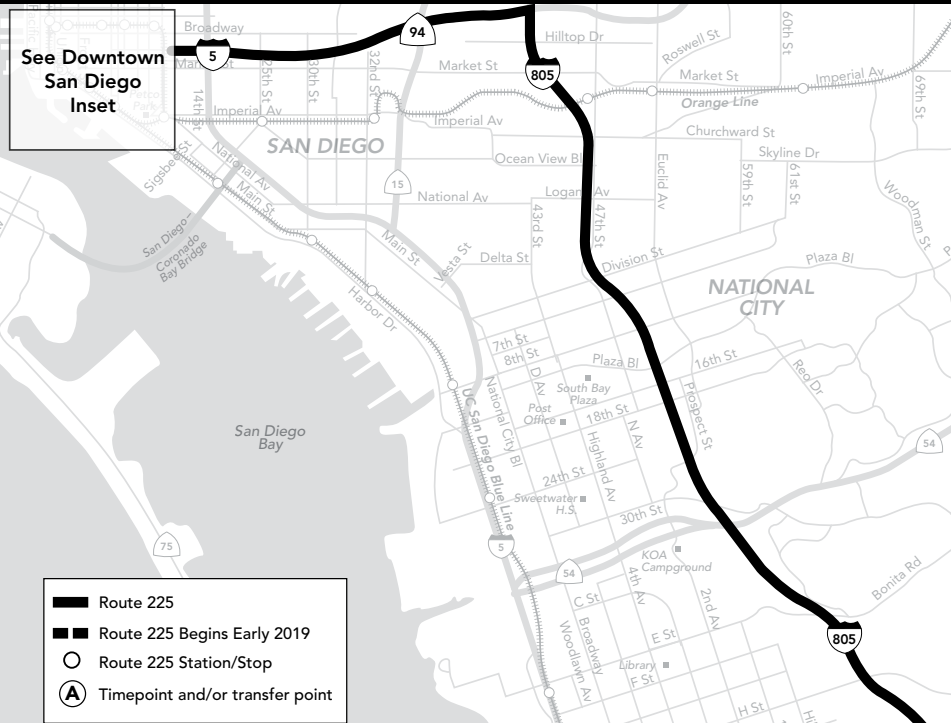 See Downtown
San Diego
Inset
Broadway
94
5
Market St
14th St
25th St
30th St
32nd St
Imperial Av
Hilltop Dr
805
Market St
Roswell St
60th St
Market St
Imperial Av
Orange Line
69th St
Imperial Av
SAN DIEGO
Churchward St
Ocean View Bl
Skyline Dr
Sigsbee St
National Av
Main St
15
National Av
Logan Av
43rd St
47th St
Euclid Av
59th St
61st St
Woodman St
San Diego –
Coronado
Bay Bridge
Main St
Vesta St
Delta St
Division St
Plaza Bl
NATIONAL
CITY
Harbor Dr
7th St
8th St
D Av
Plaza Bl
16th St
Reo Dr
South Bay
Plaza
Post
Office
18th St
Prospect St
National City Bl
UC San Diego Blue Line
Highland Av
N Av
San Diego
Bay
54
24th St
Sweetwater
H.S.
30th St
75
5
54
KOA
Campground
Bonita Rd
C St
4th Av
2nd Av
Broadway
Woodlawn Av
E St
Library
F St
H St
805
Route 225
Route 225 Begins Early 2019
Route 225 Station/Stop
A Timepoint and/or transfer point